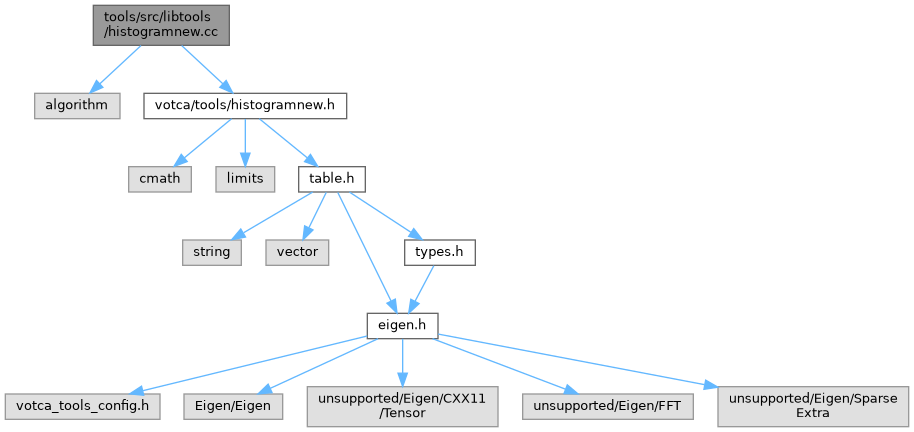 tools/src/libtools
/histogramnew.cc
algorithm
votca/tools/histogramnew.h
cmath
limits
table.h
string
vector
types.h
eigen.h
votca_tools_config.h
Eigen/Eigen
unsupported/Eigen/CXX11
/Tensor
unsupported/Eigen/FFT
unsupported/Eigen/Sparse
Extra